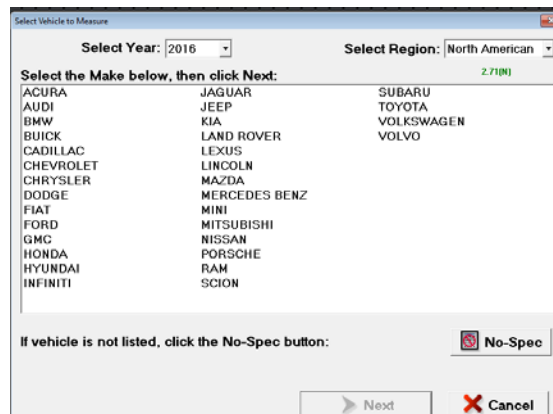 Select Vehicle to Measure
Select Year: 2016
Select Region: North American
2.71(N)
Select the Make below, then click Next:
ACURA JAGUAR SUBARU
AUDI JEEP TOYOTA
BMW KIA VOLKSWAGEN
BUICK LAND ROVER VOLVO
CADILLAC LEXUS
CHEVROLET LINCOLN
CHRYSLER MAZDA
DODGE MERCEDES BENZ
FIAT MINI
FORD MITSUBISHI
GMC NISSAN
HONDA PORSCHE
HYUNDAI RAM
INFINITI SCION
If vehicle is not listed, click the No-Spec button:
No-Spec
Next
Cancel